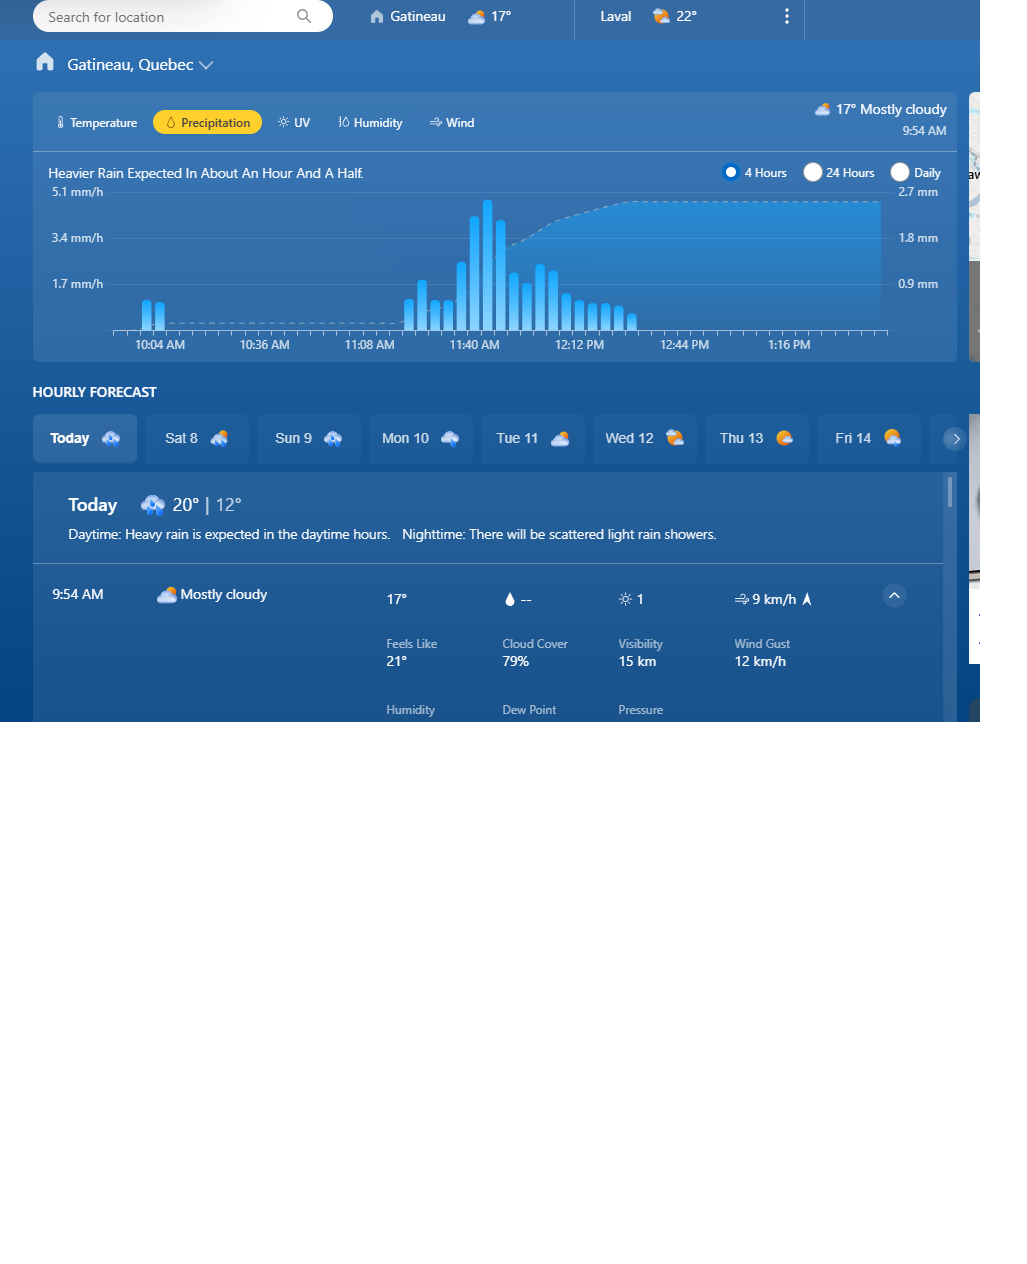 Search for location
Gatineau 17°
Laval 22°
Gatineau, Quebec
Temperature Precipitation UV Humidity Wind
17° Mostly cloudy
9:54 AM
Heavier Rain Expected In About An Hour And A Half.
4 Hours 24 Hours Daily
5.1 mm/h 2.7 mm
3.4 mm/h 1.8 mm
1.7 mm/h 0.9 mm
10:04 AM 10:36 AM 11:08 AM 11:40 AM 12:12 PM 12:44 PM 1:16 PM
HOURLY FORECAST
Today Sat 8 Sun 9 Mon 10 Tue 11 Wed 12 Thu 13 Fri 14
Today 20° | 12°
Daytime: Heavy rain is expected in the daytime hours. Nighttime: There will be scattered light rain showers.
9:54 AM Mostly cloudy 17° -- 1 9 km/h
Feels Like Cloud Cover Visibility Wind Gust
21° 79% 15 km 12 km/h
Humidity Dew Point Pressure